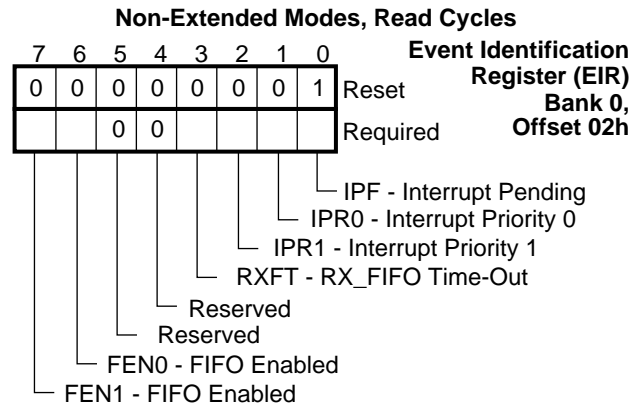 Non-Extended Modes, Read Cycles
7 6 5 4 3 2 1 0
Event Identification
Register (EIR)
Bank 0,
Offset 02h
0 0 0 0 0 0 0 1 Reset
0 0 Required
IPF - Interrupt Pending
IPR0 - Interrupt Priority 0
IPR1 - Interrupt Priority 1
RXFT - RX_FIFO Time-Out
Reserved
Reserved
FEN0 - FIFO Enabled
FEN1 - FIFO Enabled